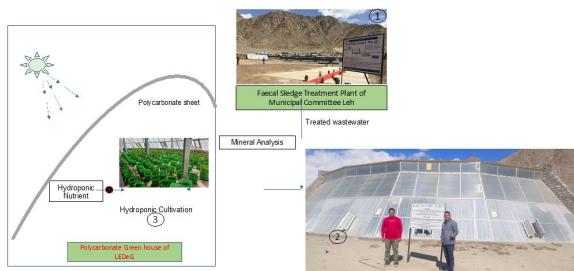 1
Faecal Sledge Treatment Plant of
Municipal Committee Leh
Polycarbonate sheet
Treated wastewater
Mineral Analysis
Hydroponic
Nutrient
Hydroponic Cultivation
3
2
Polycarbonate Green house of
LEDeG